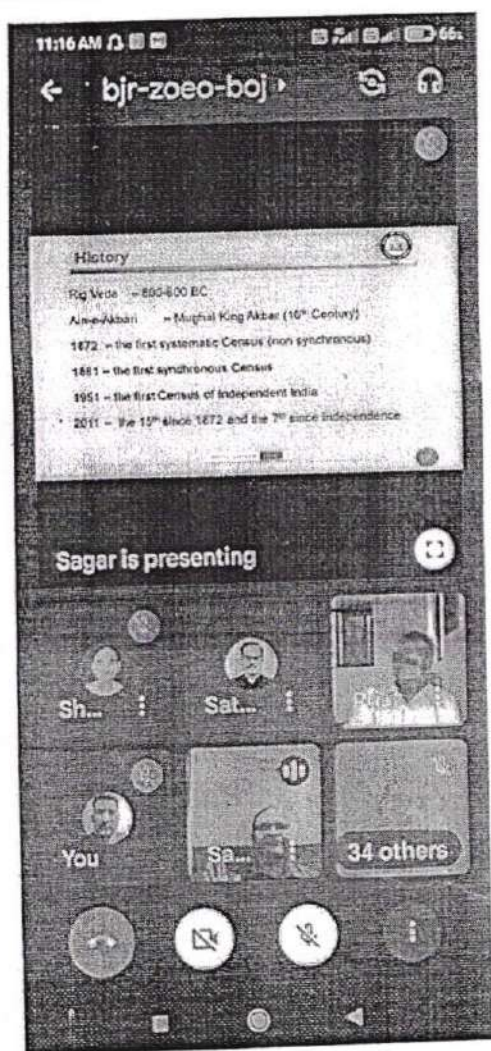 11:16 AM
66%
bjr-zoeo-boj
History
Rig Veda – 800-600 BC
Ain-e-Akbari – Mughal King Akbar (16th Century)
1872 – the first systematic Census (non synchronous)
1881 – the first synchronous Census
1951 – the first Census of Independent India
2011 – the 15th since 1872 and the 7th since independence
Sagar is presenting
Sh...
Sat...
You
Sa...
34 others